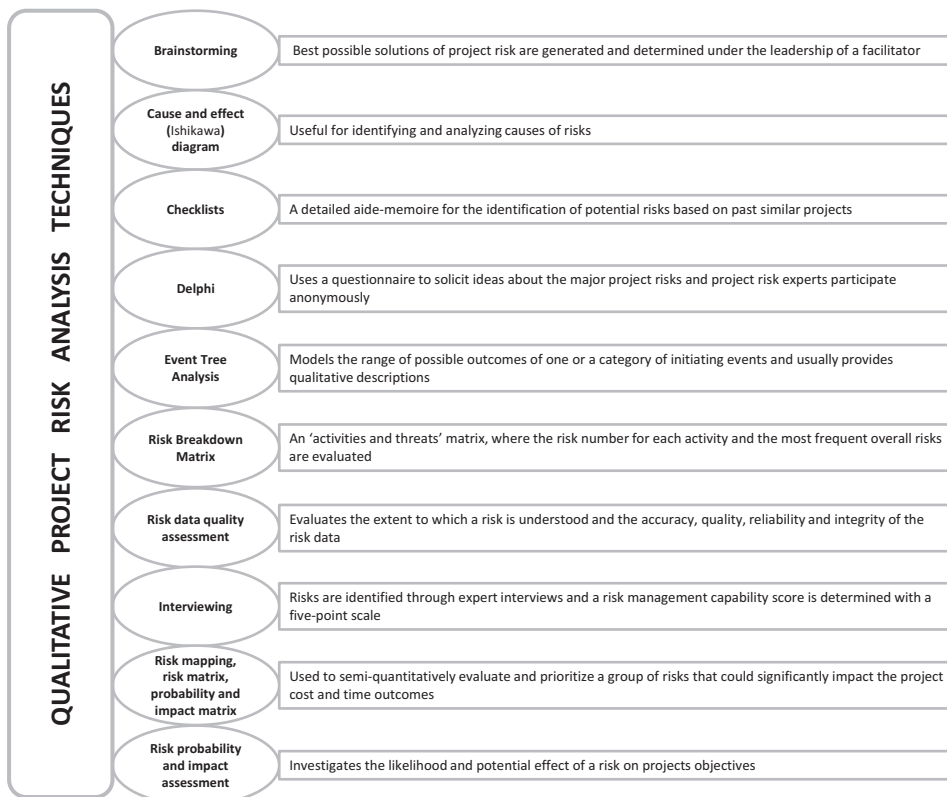 QUALITATIVE PROJECT RISK ANALYSIS TECHNIQUES
Brainstorming
Best possible solutions of project risk are generated and determined under the leadership of a facilitator
Cause and effect
(Ishikawa)
diagram
Useful for identifying and analyzing causes of risks
Checklists
A detailed aide-memoire for the identification of potential risks based on past similar projects
Delphi
Uses a questionnaire to solicit ideas about the major project risks and project risk experts participate
anonymously
Event Tree
Analysis
Models the range of possible outcomes of one or a category of initiating events and usually provides
qualitative descriptions
Risk Breakdown
Matrix
An ‘activities and threats’ matrix, where the risk number for each activity and the most frequent overall risks
are evaluated
Risk data quality
assessment
Evaluates the extent to which a risk is understood and the accuracy, quality, reliability and integrity of the
risk data
Interviewing
Risks are identified through expert interviews and a risk management capability score is determined with a
five-point scale
Risk mapping,
risk matrix,
probability and
impact matrix
Used to semi-quantitatively evaluate and prioritize a group of risks that could significantly impact the project
cost and time outcomes
Risk probability
and impact
assessment
Investigates the likelihood and potential effect of a risk on projects objectives